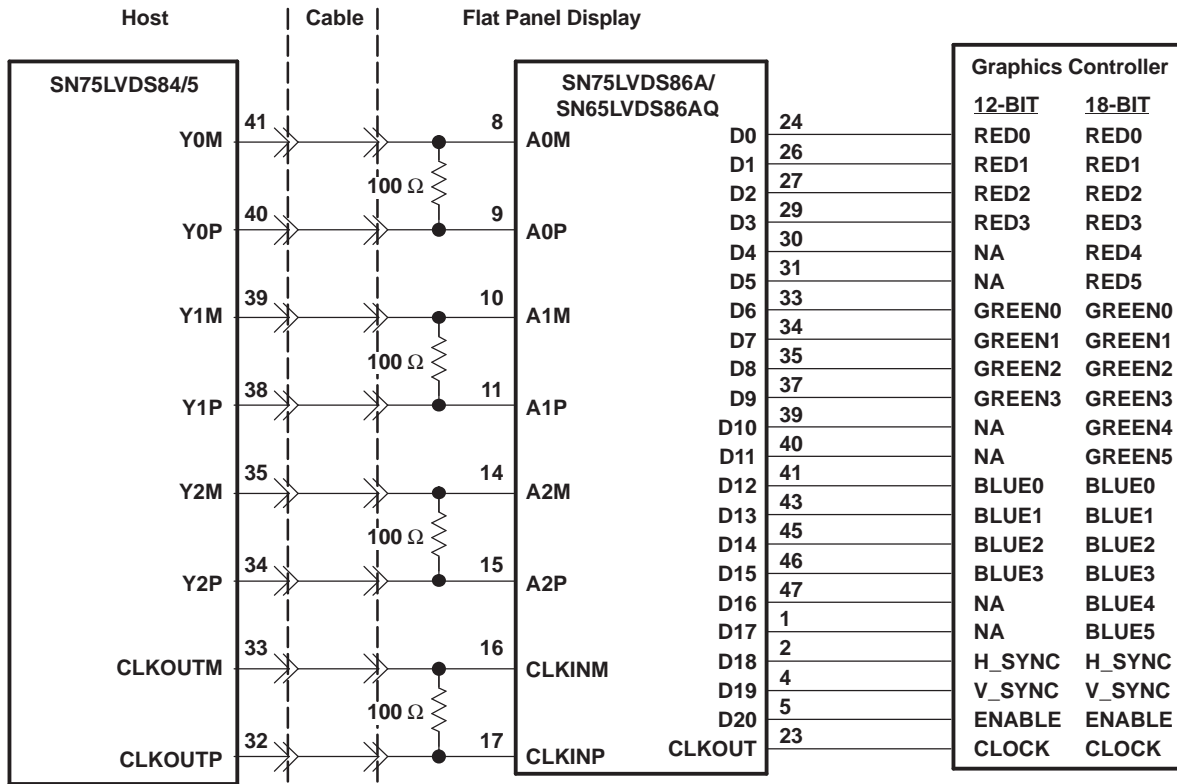 Host Cable Flat Panel Display
SN75LVDS84/5
SN75LVDS86A/
SN65LVDS86AQ
Graphics Controller
12-BIT 18-BIT
Y0M 41 8 A0M
100 Ω
Y0P 40 9 A0P
Y1M 39 10 A1M
100 Ω
Y1P 38 11 A1P
Y2M 35 14 A2M
100 Ω
Y2P 34 15 A2P
CLKOUTM 33 16 CLKINM
100 Ω
CLKOUTP 32 17 CLKINP
D0 24 RED0 RED0
D1 26 RED1 RED1
D2 27 RED2 RED2
D3 29 RED3 RED3
D4 30 NA RED4
D5 31 NA RED5
D6 33 GREEN0 GREEN0
D7 34 GREEN1 GREEN1
D8 35 GREEN2 GREEN2
D9 37 GREEN3 GREEN3
D10 39 NA GREEN4
D11 40 NA GREEN5
D12 41 BLUE0 BLUE0
D13 43 BLUE1 BLUE1
D14 45 BLUE2 BLUE2
D15 46 BLUE3 BLUE3
D16 47 NA BLUE4
D17 1 NA BLUE5
D18 2 H_SYNC H_SYNC
D19 4 V_SYNC V_SYNC
D20 5 ENABLE ENABLE
CLKOUT 23 CLOCK CLOCK